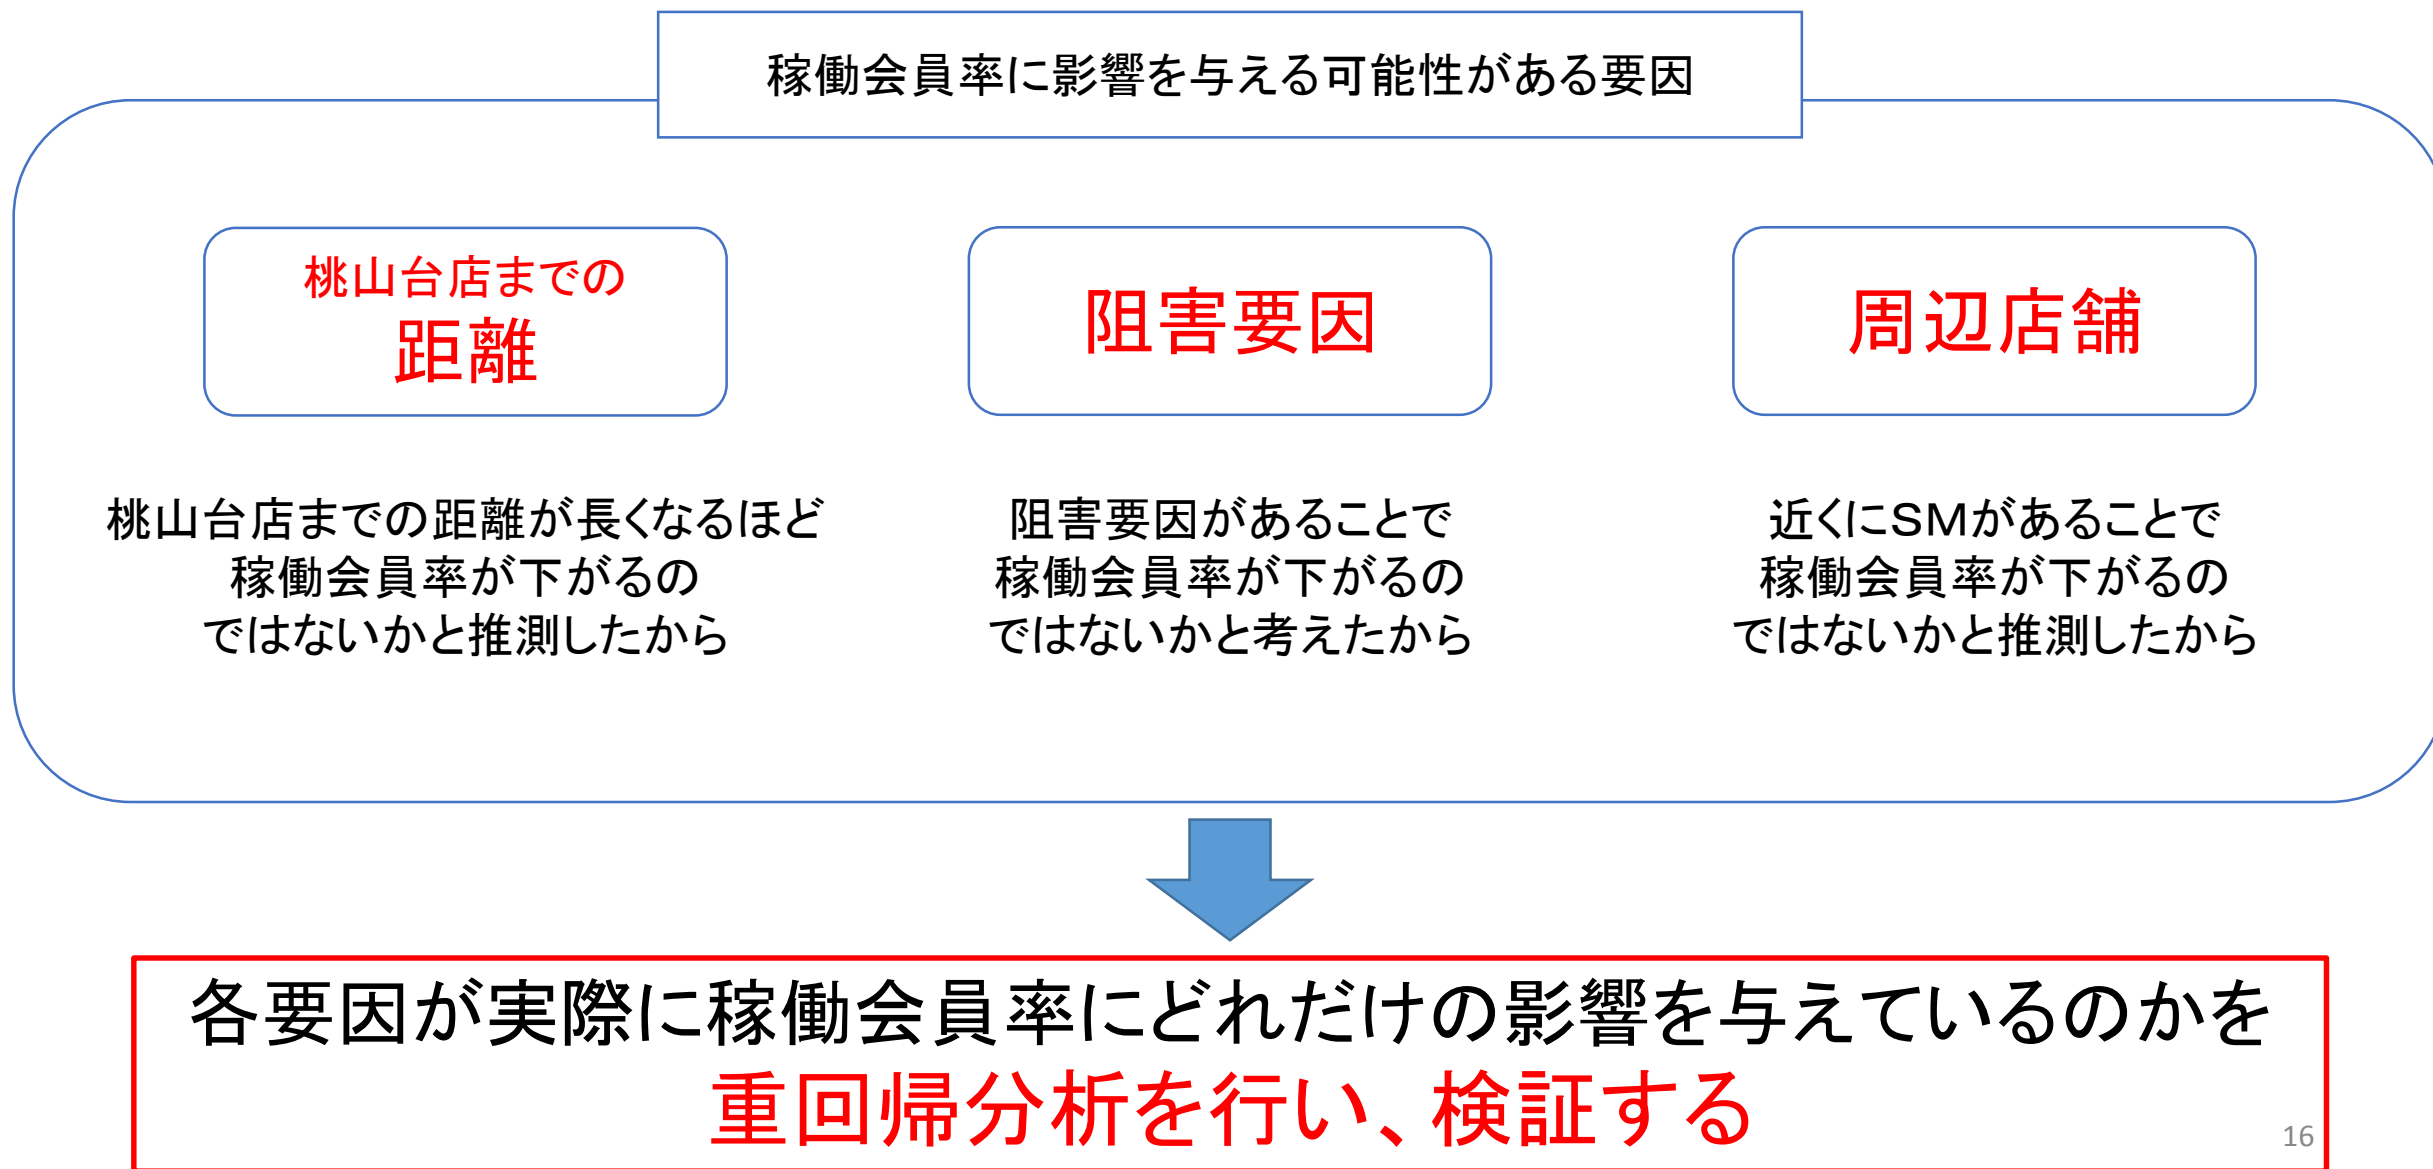 稼働会員率に影響を与える可能性がある要因
桃山台店までの
距離
阻害要因
周辺店舗
桃山台店までの距離が長くなるほど
稼働会員率が下がるの
ではないかと推測したから
阻害要因があることで
稼働会員率が下がるの
ではないかと考えたから
近くにSMがあることで
稼働会員率が下がるの
ではないかと推測したから
各要因が実際に稼働会員率にどれだけの影響を与えているのかを
重回帰分析を行い、検証する
16